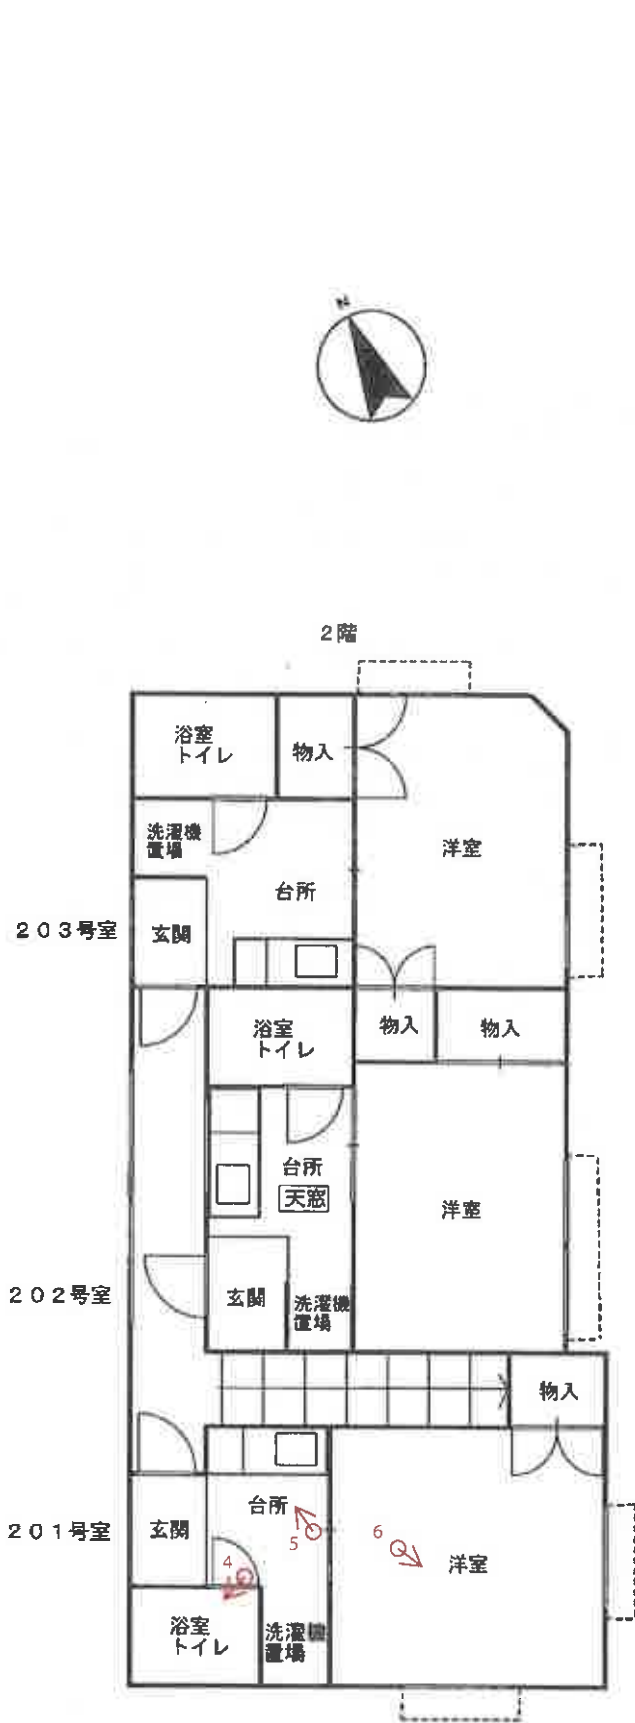 N
2階
浴室
トイレ
物入
洗濯機
置場
洋室
台所
203号室
玄関
浴室
トイレ
物入
物入
台所
天窓
洋室
202号室
玄関
洗濯機
置場
物入
台所
201号室
玄関
5
6
洋室
4
浴室
トイレ
洗濯機
置場